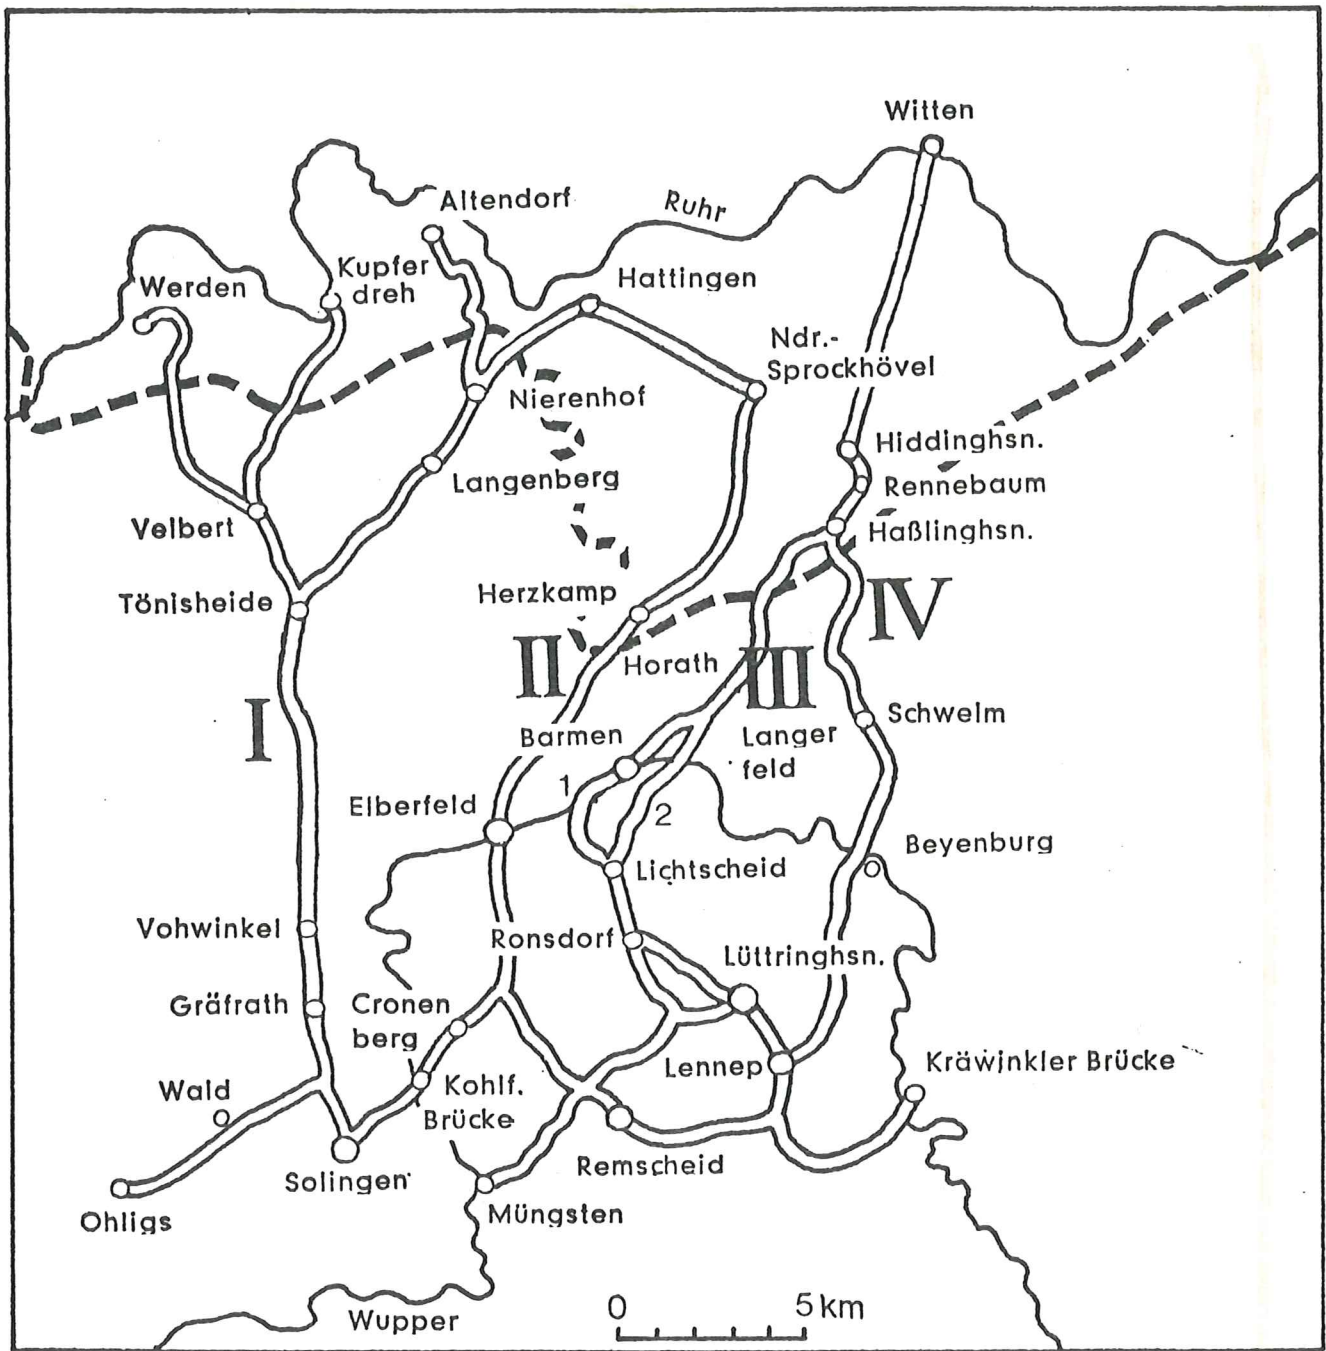 Witten
Altendorf
Ruhr
Kupfer
dreh
Werden
Hattingen
Ndr.-
Sprockhövel
Nierenhof
Hiddinghsn.
Langenberg
Rennebaum
Velbert
Haßlinghsn.
Herzkamp
Tönisheide
IV
II
Horath
III
I
Schwelm
Barmen
Langer
feld
1
Elberfeld
2
Beyenburg
Lichtscheid
Vohwinkel
Ronsdorf
Lüttringhsn.
Gräfrath
Cronen
berg
Lennep
Kräwinkler Brücke
Wald
Kohlf.
Brücke
Remscheid
Solingen
Ohligs
Müngsten
0 5 km
Wupper